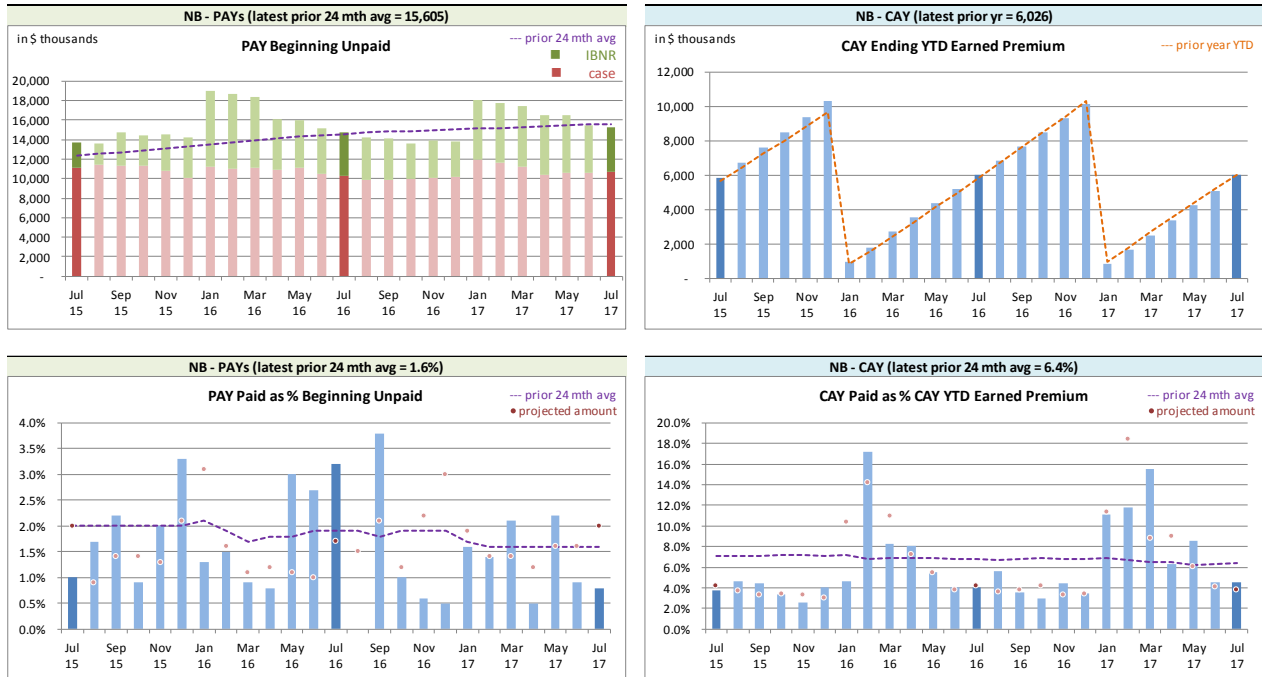 NB - PAYs (latest prior 24 mth avg = 15,605)
in $ thousands
PAY Beginning Unpaid
--- prior 24 mth avg
IBNR
case
20,000
18,000
16,000
14,000
12,000
10,000
8,000
6,000
4,000
2,000
-
Jul Sep Nov Jan Mar May Jul Sep Nov Jan Mar May Jul
15 15 15 16 16 16 16 16 16 17 17 17 17
NB - CAY (latest prior yr = 6,026)
in $ thousands
CAY Ending YTD Earned Premium
--- prior year YTD
12,000
10,000
8,000
6,000
4,000
2,000
-
Jul Sep Nov Jan Mar May Jul Sep Nov Jan Mar May Jul
15 15 15 16 16 16 16 16 16 17 17 17 17
NB - PAYs (latest prior 24 mth avg = 1.6%)
PAY Paid as % Beginning Unpaid
--- prior 24 mth avg
projected amount
4.0%
3.5%
3.0%
2.5%
2.0%
1.5%
1.0%
0.5%
0.0%
Jul Sep Nov Jan Mar May Jul Sep Nov Jan Mar May Jul
15 15 15 16 16 16 16 16 16 17 17 17 17
NB - CAY (latest prior 24 mth avg = 6.4%)
CAY Paid as % CAY YTD Earned Premium
--- prior 24 mth avg
projected amount
20.0%
18.0%
16.0%
14.0%
12.0%
10.0%
8.0%
6.0%
4.0%
2.0%
0.0%
Jul Sep Nov Jan Mar May Jul Sep Nov Jan Mar May Jul
15 15 15 16 16 16 16 16 16 17 17 17 17